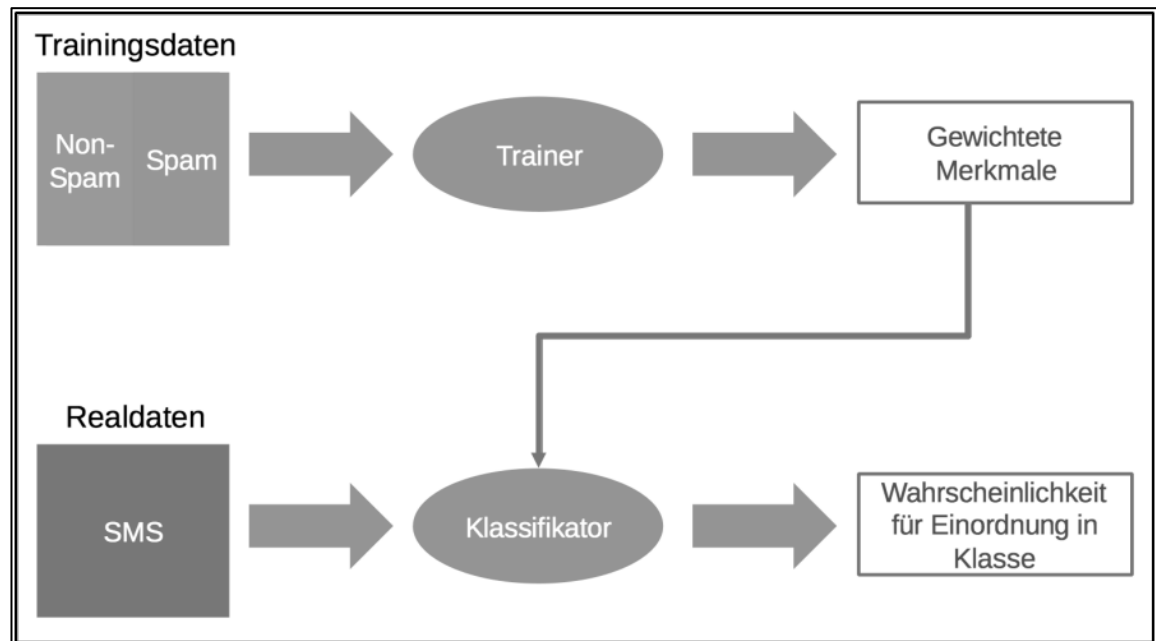 Trainingsdaten
Non-
Spam
Spam
Trainer
Gewichtete
Merkmale
Realdaten
SMS
Klassifikator
Wahrscheinlichkeit
für Einordnung in
Klasse